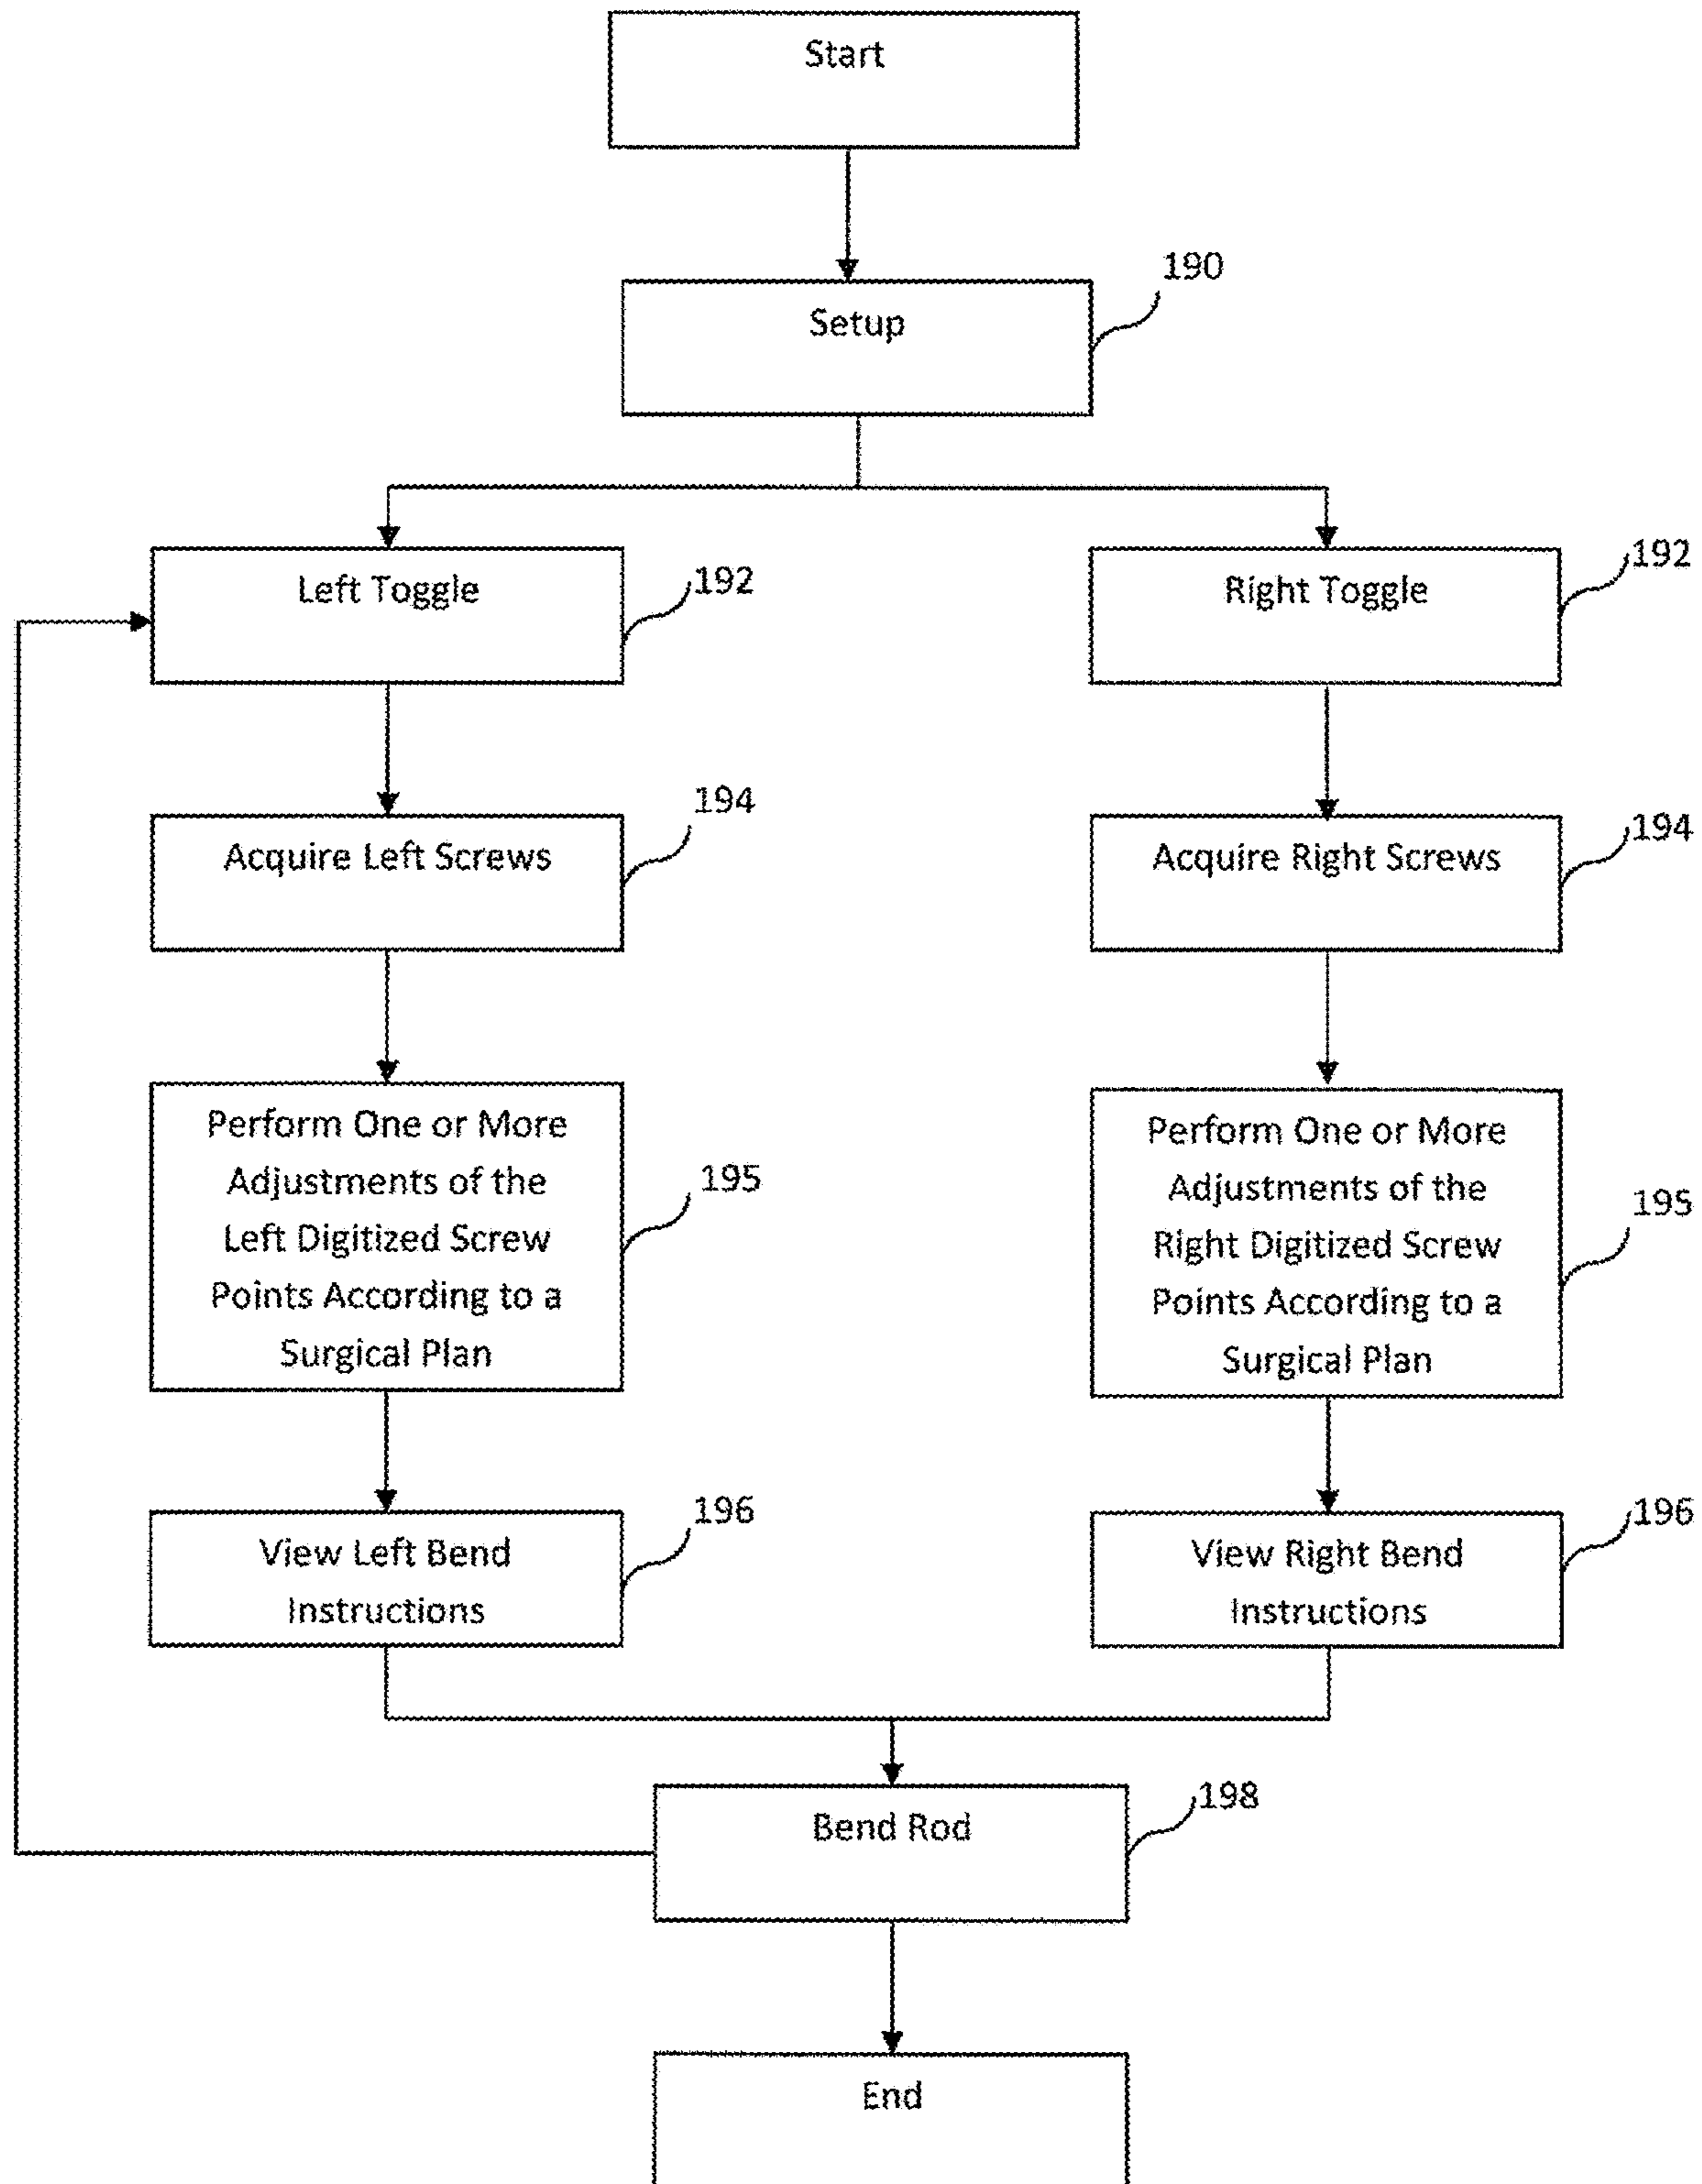 Start
Setup
190
Left Toggle
192
Right Toggle
192
Acquire Left Screws
194
Acquire Right Screws
194
Perform One or More
Adjustments of the
Left Digitized Screw
Points According to a
Surgical Plan
195
Perform One or More
Adjustments of the
Right Digitized Screw
Points According to a
Surgical Plan
195
View Left Bend
Instructions
196
View Right Bend
Instructions
196
Bend Rod
198
End